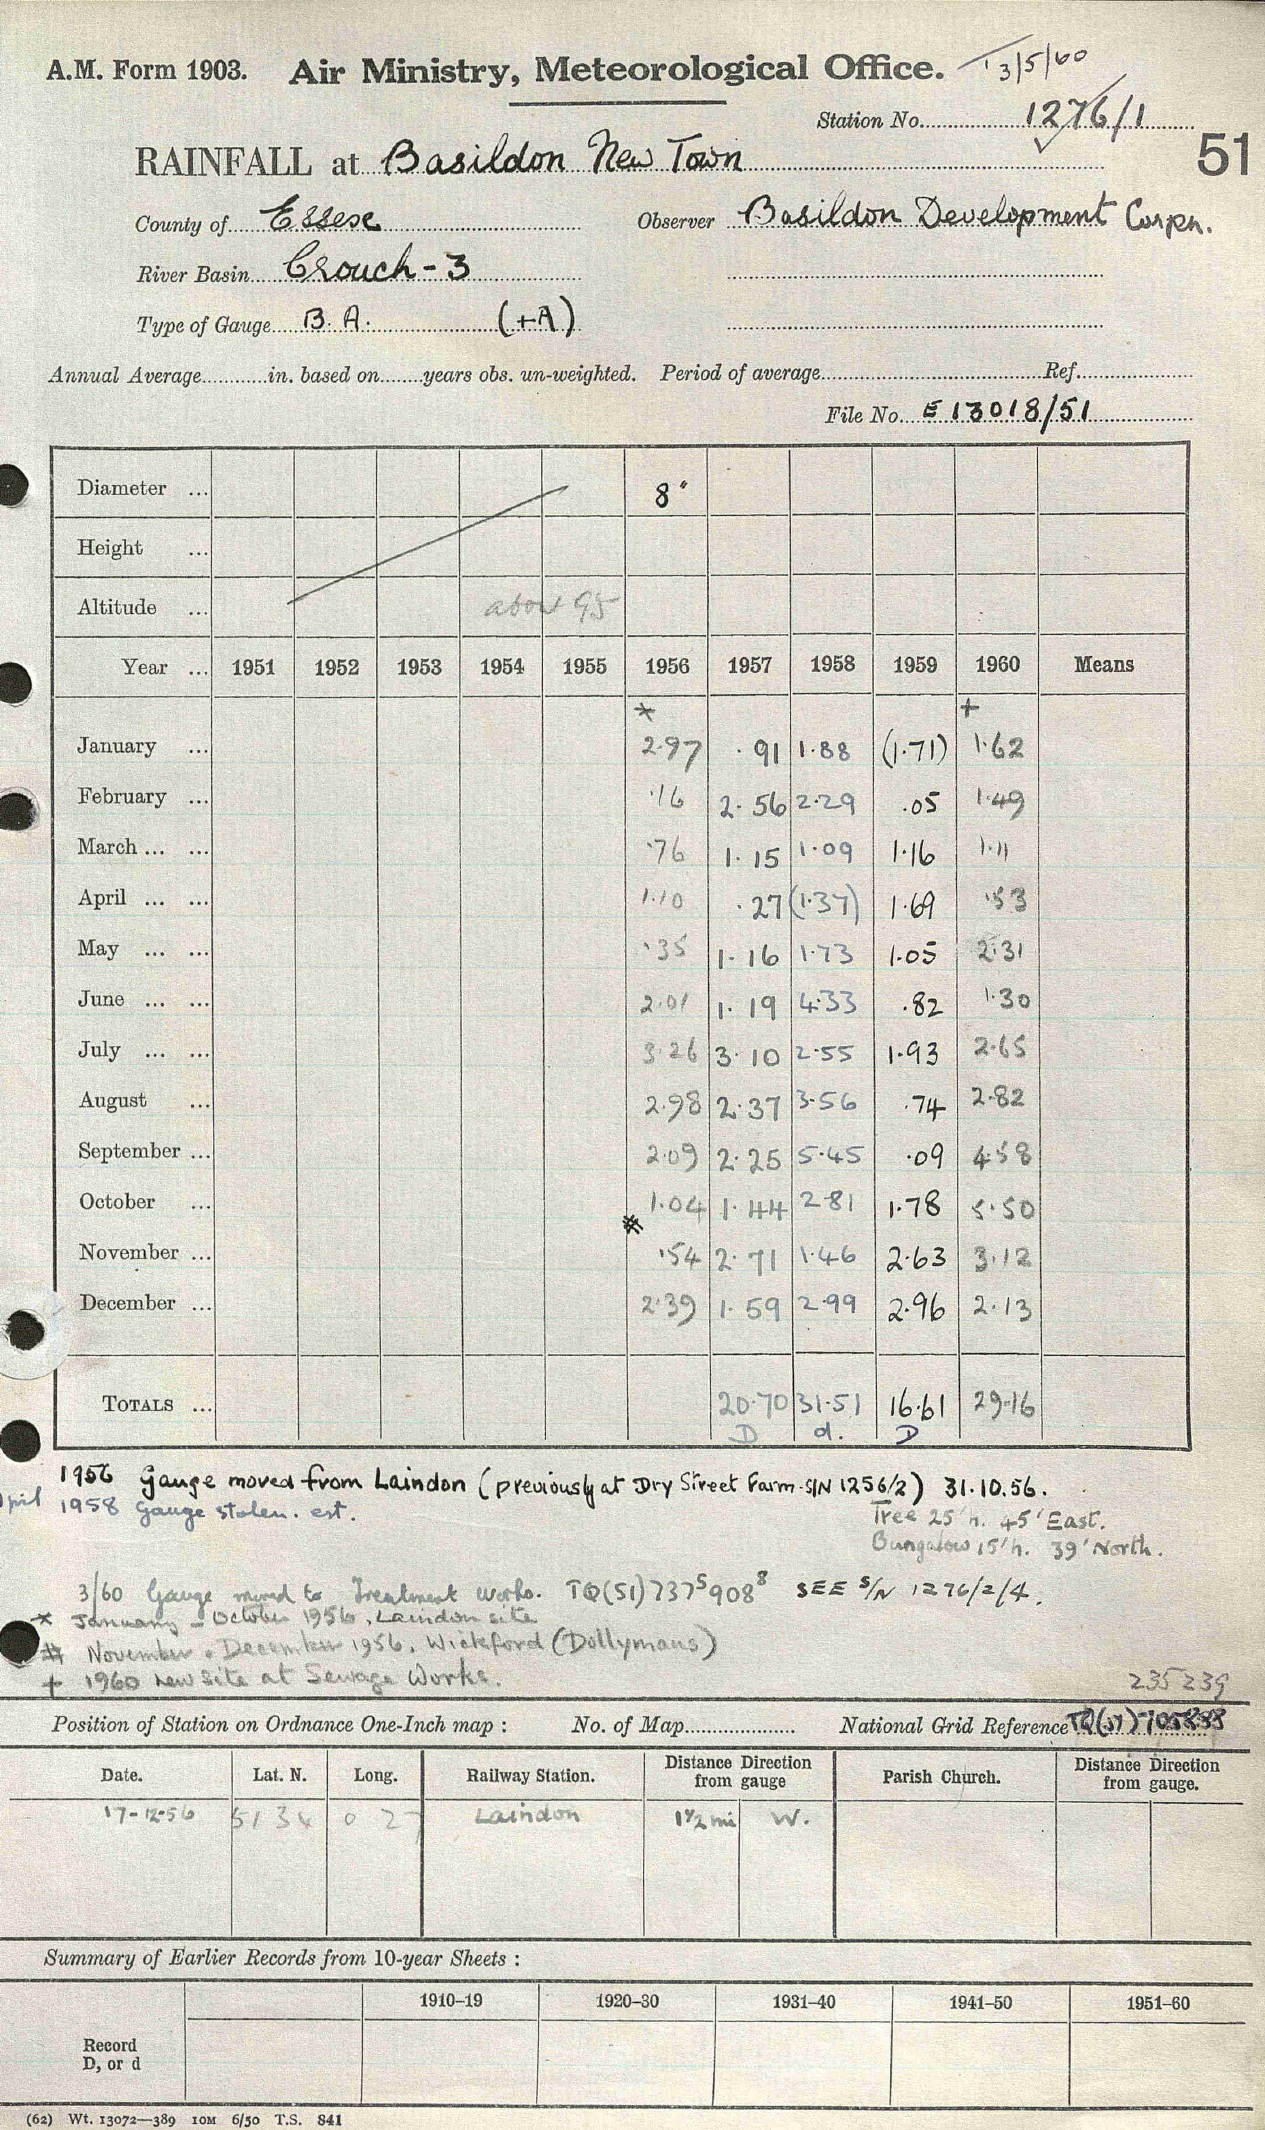 A.M. Form 1903. Air Ministry, Meteorological Office. 13/5/60
Station No. 1276/1
51
RAINFALL at Basildon New Town
County of Essex Observer Basildon Development Corpn.
River Basin Crouch - 3
Type of Gauge B.A. (+A)
Annual Average in. based on years obs. un-weighted. Period of average Ref.
File No. E 13018/51
Diameter ... 8"
Height ...
Altitude ... about 95
Year ... 1951 1952 1953 1954 1955 1956 1957 1958 1959 1960 Means
* +
January ... 2.97 .91 1.88 (1.71) 1.62
February ... .16 2.56 2.29 .05 1.49
March ... ... .76 1.15 1.09 1.16 1.11
April ... ... 1.10 .27 (1.37) 1.69 .53
May ... ... .35 1.16 1.73 1.05 2.31
June ... ... 2.01 1.19 4.33 .82 1.30
July ... ... 3.26 3.10 2.55 1.93 2.65
August ... 2.98 2.37 3.56 .74 2.82
September ... 2.09 2.25 5.45 .09 4.58
October ... 1.04 1.44 2.81 1.78 5.50
# November ... .54 2.71 1.46 2.63 3.12
December ... 2.39 1.59 2.99 2.96 2.13
TOTALS ... 20.70 31.51 16.61 29.16
D d. D
1956 Gauge moved from Laindon (previously at Dry Street Farm S/N 1256/2) 31.10.56.
April 1958 Gauge stolen. est.
Tree 25'h. 45' East.
Bungalow 15'h. 39' North.
3/60 Gauge moved to Treatment Works. TQ(51)737⁵908⁸ SEE S/N 1276/2/4.
* January - October 1956, Laindon site
# November - December 1956, Wickford (Dollymans)
+ 1960 new site at Sewage Works.
235 239
Position of Station on Ordnance One-Inch map : No. of Map National Grid Reference TQ(51)705888
Date. Lat. N. Long. Railway Station. Distance Direction from gauge Parish Church. Distance Direction from gauge.
17-12-56 51 34 0 27 Laindon 1½ mi W.
Summary of Earlier Records from 10-year Sheets :
1910–19 1920–30 1931–40 1941–50 1951–60
Record
D, or d
(62) Wt. 13072—389 10M 6/50 T.S. 841